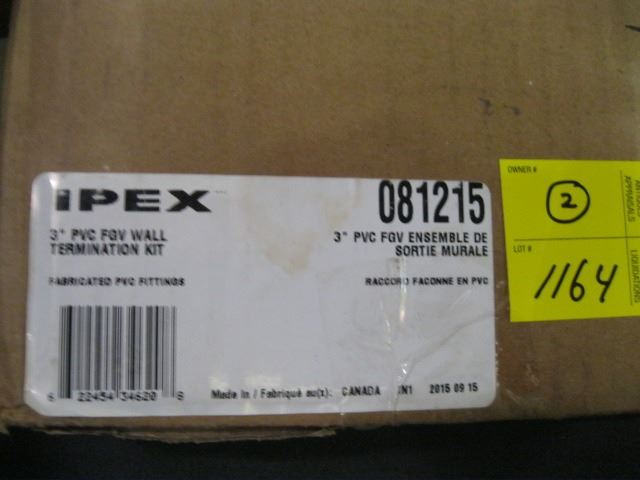 IPEX
081215
3" PVC FGV WALL
TERMINATION KIT
3" PVC FGV ENSEMBLE DE
SORTIE MURALE
FABRICATED PVC FITTINGS
RACCORD FACONNE EN PVC
6 22454 34620 8
Made in / Fabriqué au(x): CANADA 2015 09 15
OWNER #
2
LOT #
1164
APPRAISALS
LIQUIDATIONS